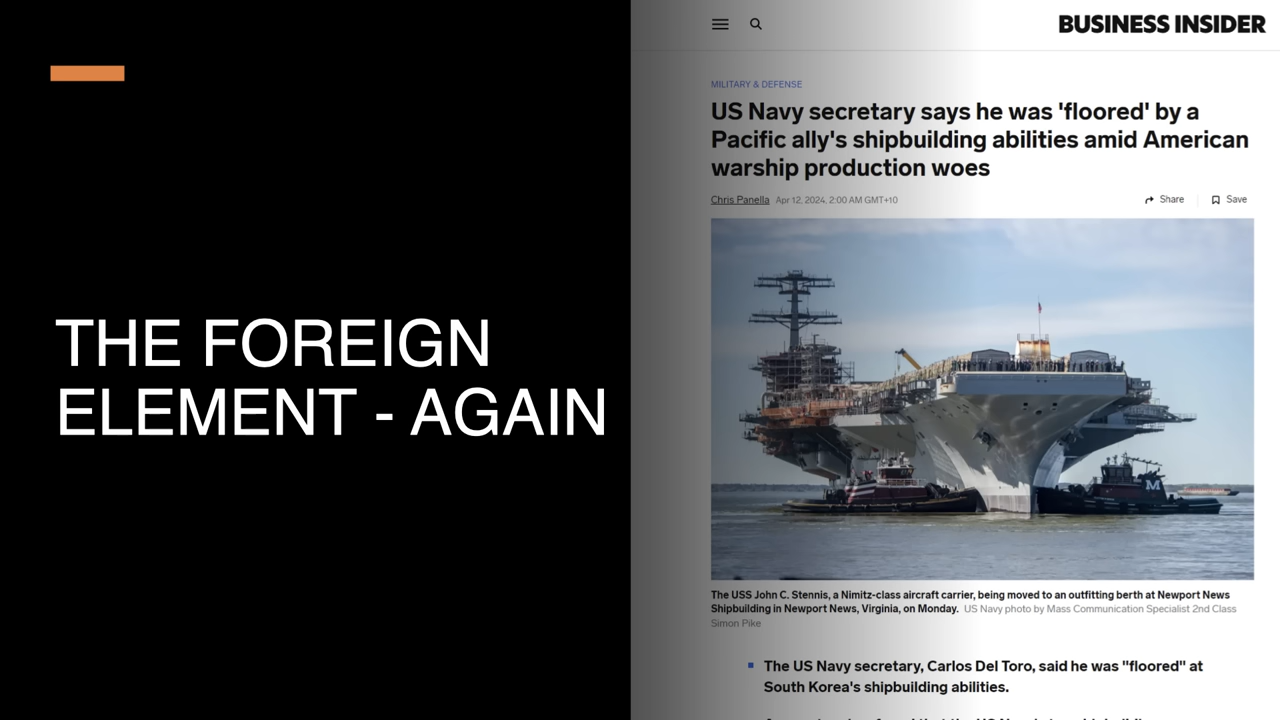 THE FOREIGN
ELEMENT - AGAIN
BUSINESS INSIDER
MILITARY & DEFENSE
US Navy secretary says he was 'floored' by a
Pacific ally's shipbuilding abilities amid American
warship production woes
Chris Panella Apr 12, 2024, 2:00 AM GMT+10
Share Save
M
The USS John C. Stennis, a Nimitz-class aircraft carrier, being moved to an outfitting berth at Newport News
Shipbuilding in Newport News, Virginia, on Monday. US Navy photo by Mass Communication Specialist 2nd Class
Simon Pike
The US Navy secretary, Carlos Del Toro, said he was "floored" at
South Korea's shipbuilding abilities.